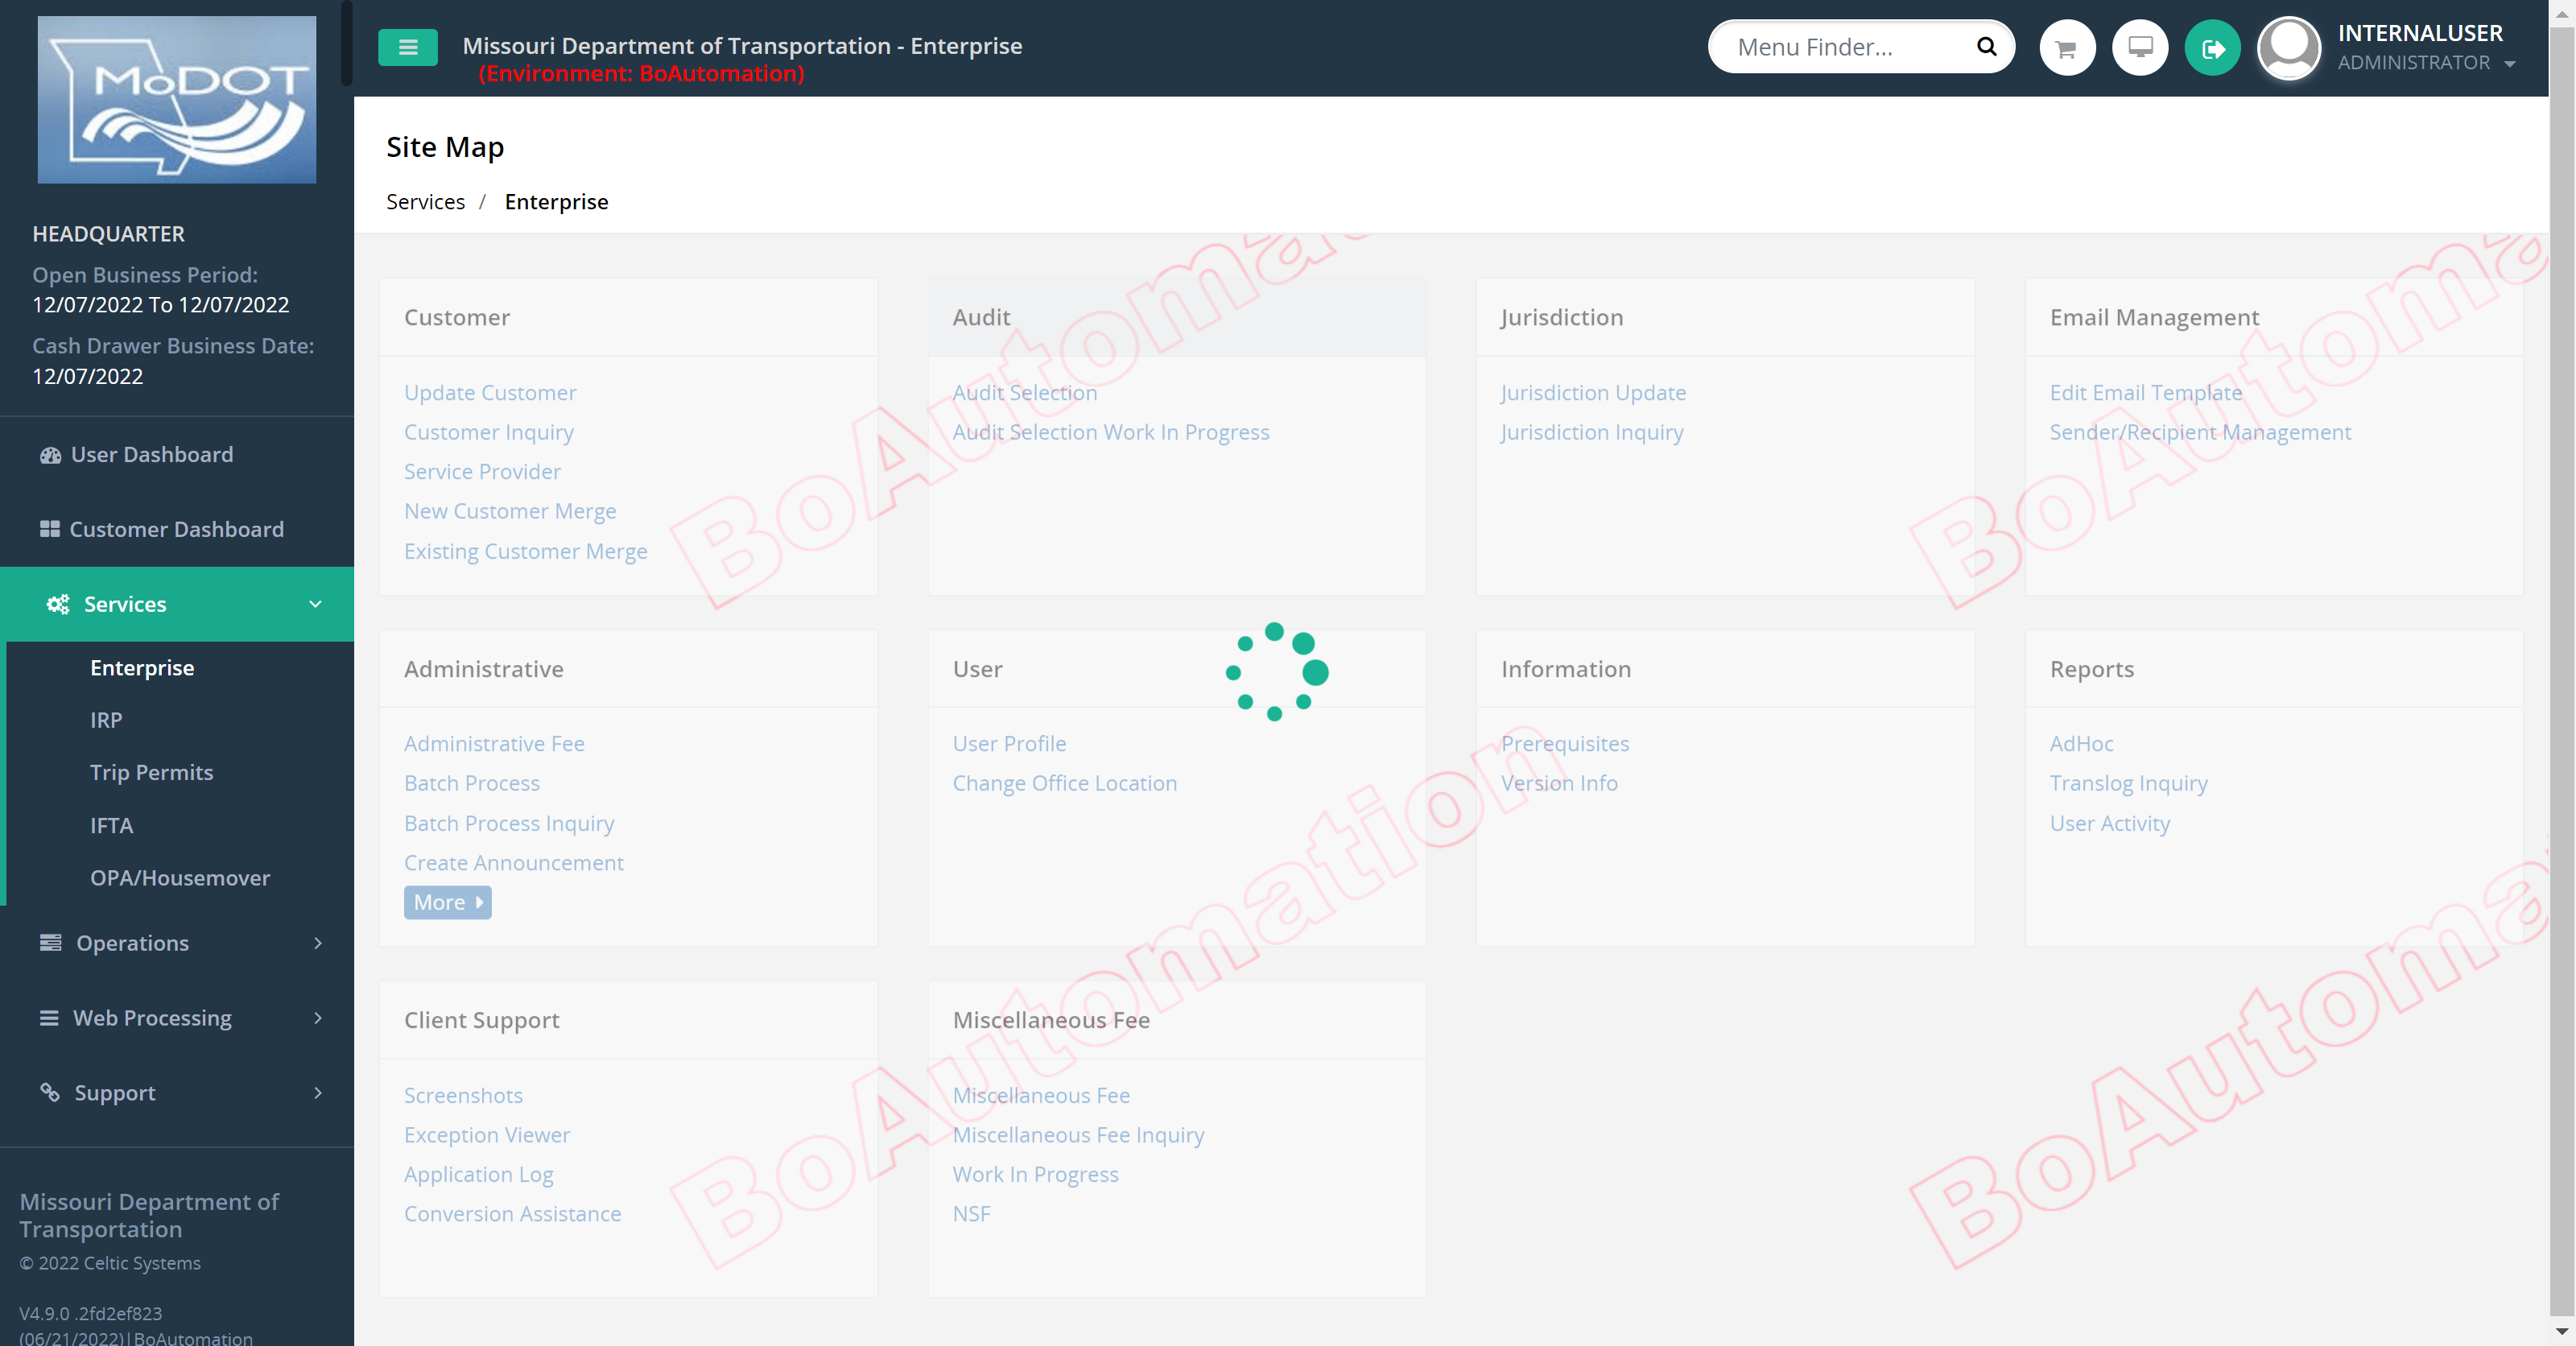 MoDOT
HEADQUARTER
Open Business Period:
12/07/2022 To 12/07/2022
Cash Drawer Business Date:
12/07/2022
User Dashboard
Customer Dashboard
Services
Enterprise
IRP
Trip Permits
IFTA
OPA/Housemover
Operations
Web Processing
Support
Missouri Department of
Transportation
© 2022 Celtic Systems
V4.9.0 .2fd2ef823
(06/21/2022)|BoAutomation
Missouri Department of Transportation - Enterprise
(Environment: BoAutomation)
Menu Finder...
INTERNALUSER
ADMINISTRATOR
Site Map
Services / Enterprise
Customer
Update Customer
Customer Inquiry
Service Provider
New Customer Merge
Existing Customer Merge
Audit
Audit Selection
Audit Selection Work In Progress
Jurisdiction
Jurisdiction Update
Jurisdiction Inquiry
Email Management
Edit Email Template
Sender/Recipient Management
Administrative
Administrative Fee
Batch Process
Batch Process Inquiry
Create Announcement
More
User
User Profile
Change Office Location
Information
Prerequisites
Version Info
Reports
AdHoc
Translog Inquiry
User Activity
Client Support
Screenshots
Exception Viewer
Application Log
Conversion Assistance
Miscellaneous Fee
Miscellaneous Fee
Miscellaneous Fee Inquiry
Work In Progress
NSF
BoAutomat
BoAutoma
BoAutomation
BoAutoma